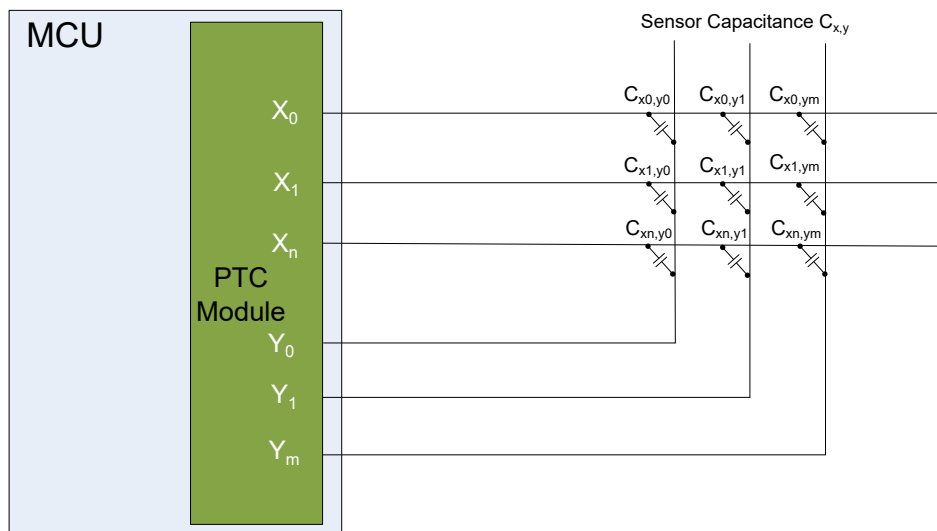 Sensor Capacitance Cx,y
MCU
Cx0,y0 Cx0,y1 Cx0,ym
X0
Cx1,y0 Cx1,y1 Cx1,ym
X1
Cxn,y0 Cxn,y1 Cxn,ym
Xn
PTC
Module
Y0
Y1
Ym